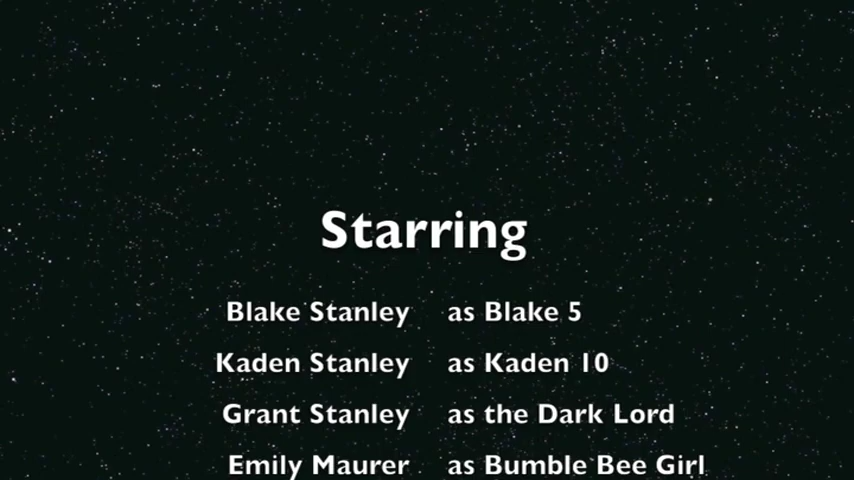 Starring
Blake Stanley as Blake 5
Kaden Stanley as Kaden 10
Grant Stanley as the Dark Lord
Emily Maurer as Bumble Bee Girl